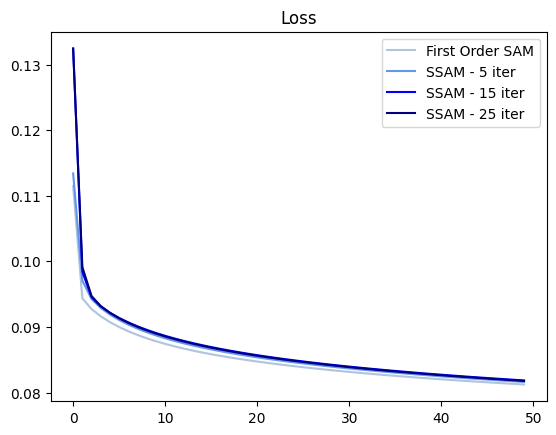 Loss
First Order SAM
SSAM - 5 iter
SSAM - 15 iter
SSAM - 25 iter
0.13
0.12
0.11
0.10
0.09
0.08
0 10 20 30 40 50